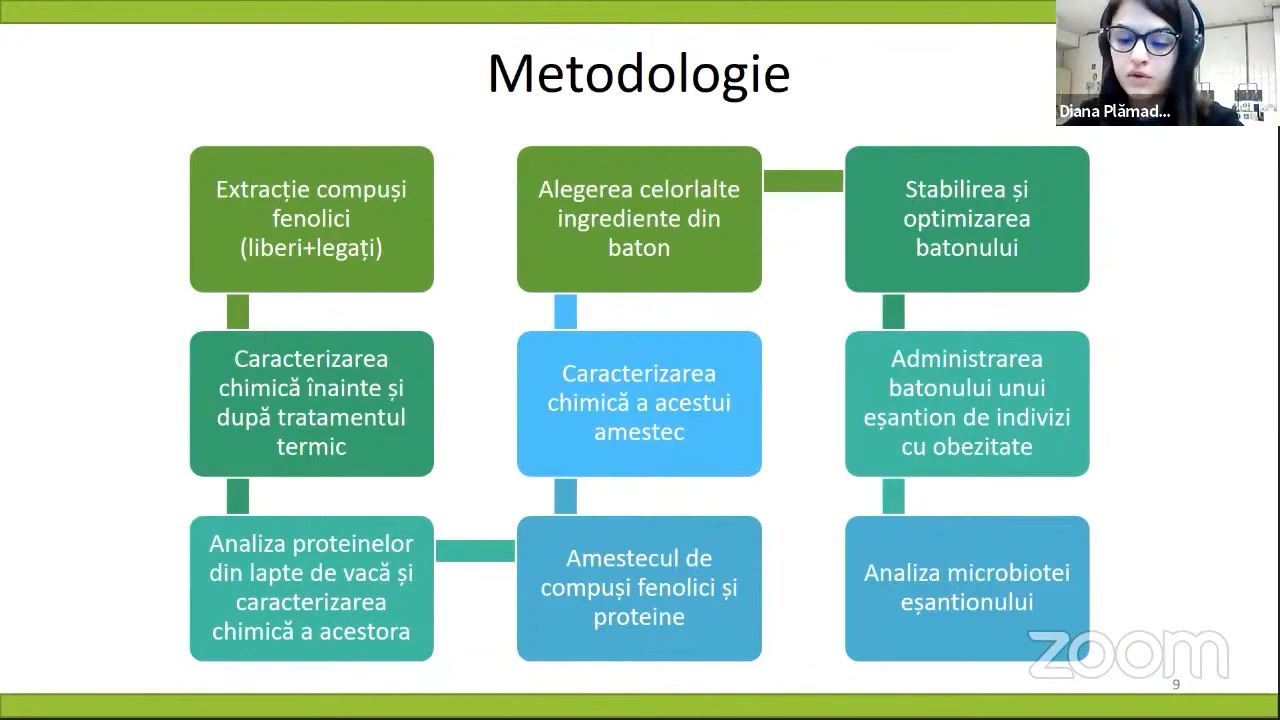 Metodologie
Diana Plămad...
Extracție compuși
fenolici
(liberi+legați)
Caracterizarea
chimică înainte și
după tratamentul
termic
Analiza proteinelor
din lapte de vacă și
caracterizarea
chimică a acestora
Amestecul de
compuși fenolici și
proteine
Caracterizarea
chimică a acestui
amestec
Alegerea celorlalte
ingrediente din
baton
Stabilirea și
optimizarea
batonului
Administrarea
batonului unui
eșantion de indivizi
cu obezitate
Analiza microbiotei
eșantionului
zoom
9